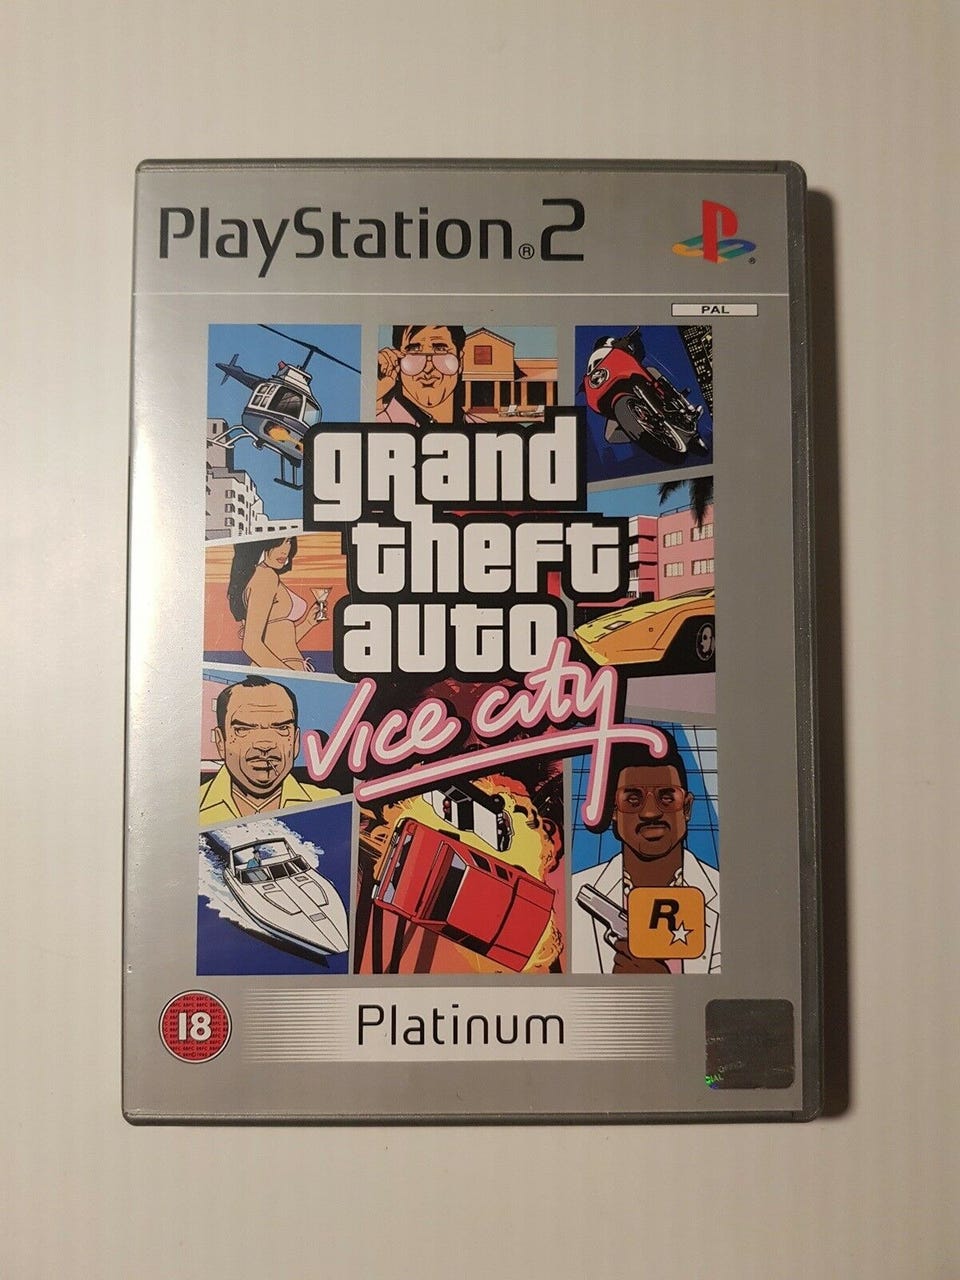 PlayStation®2
PAL
grand
theft
auto
vice city
R
18
Platinum